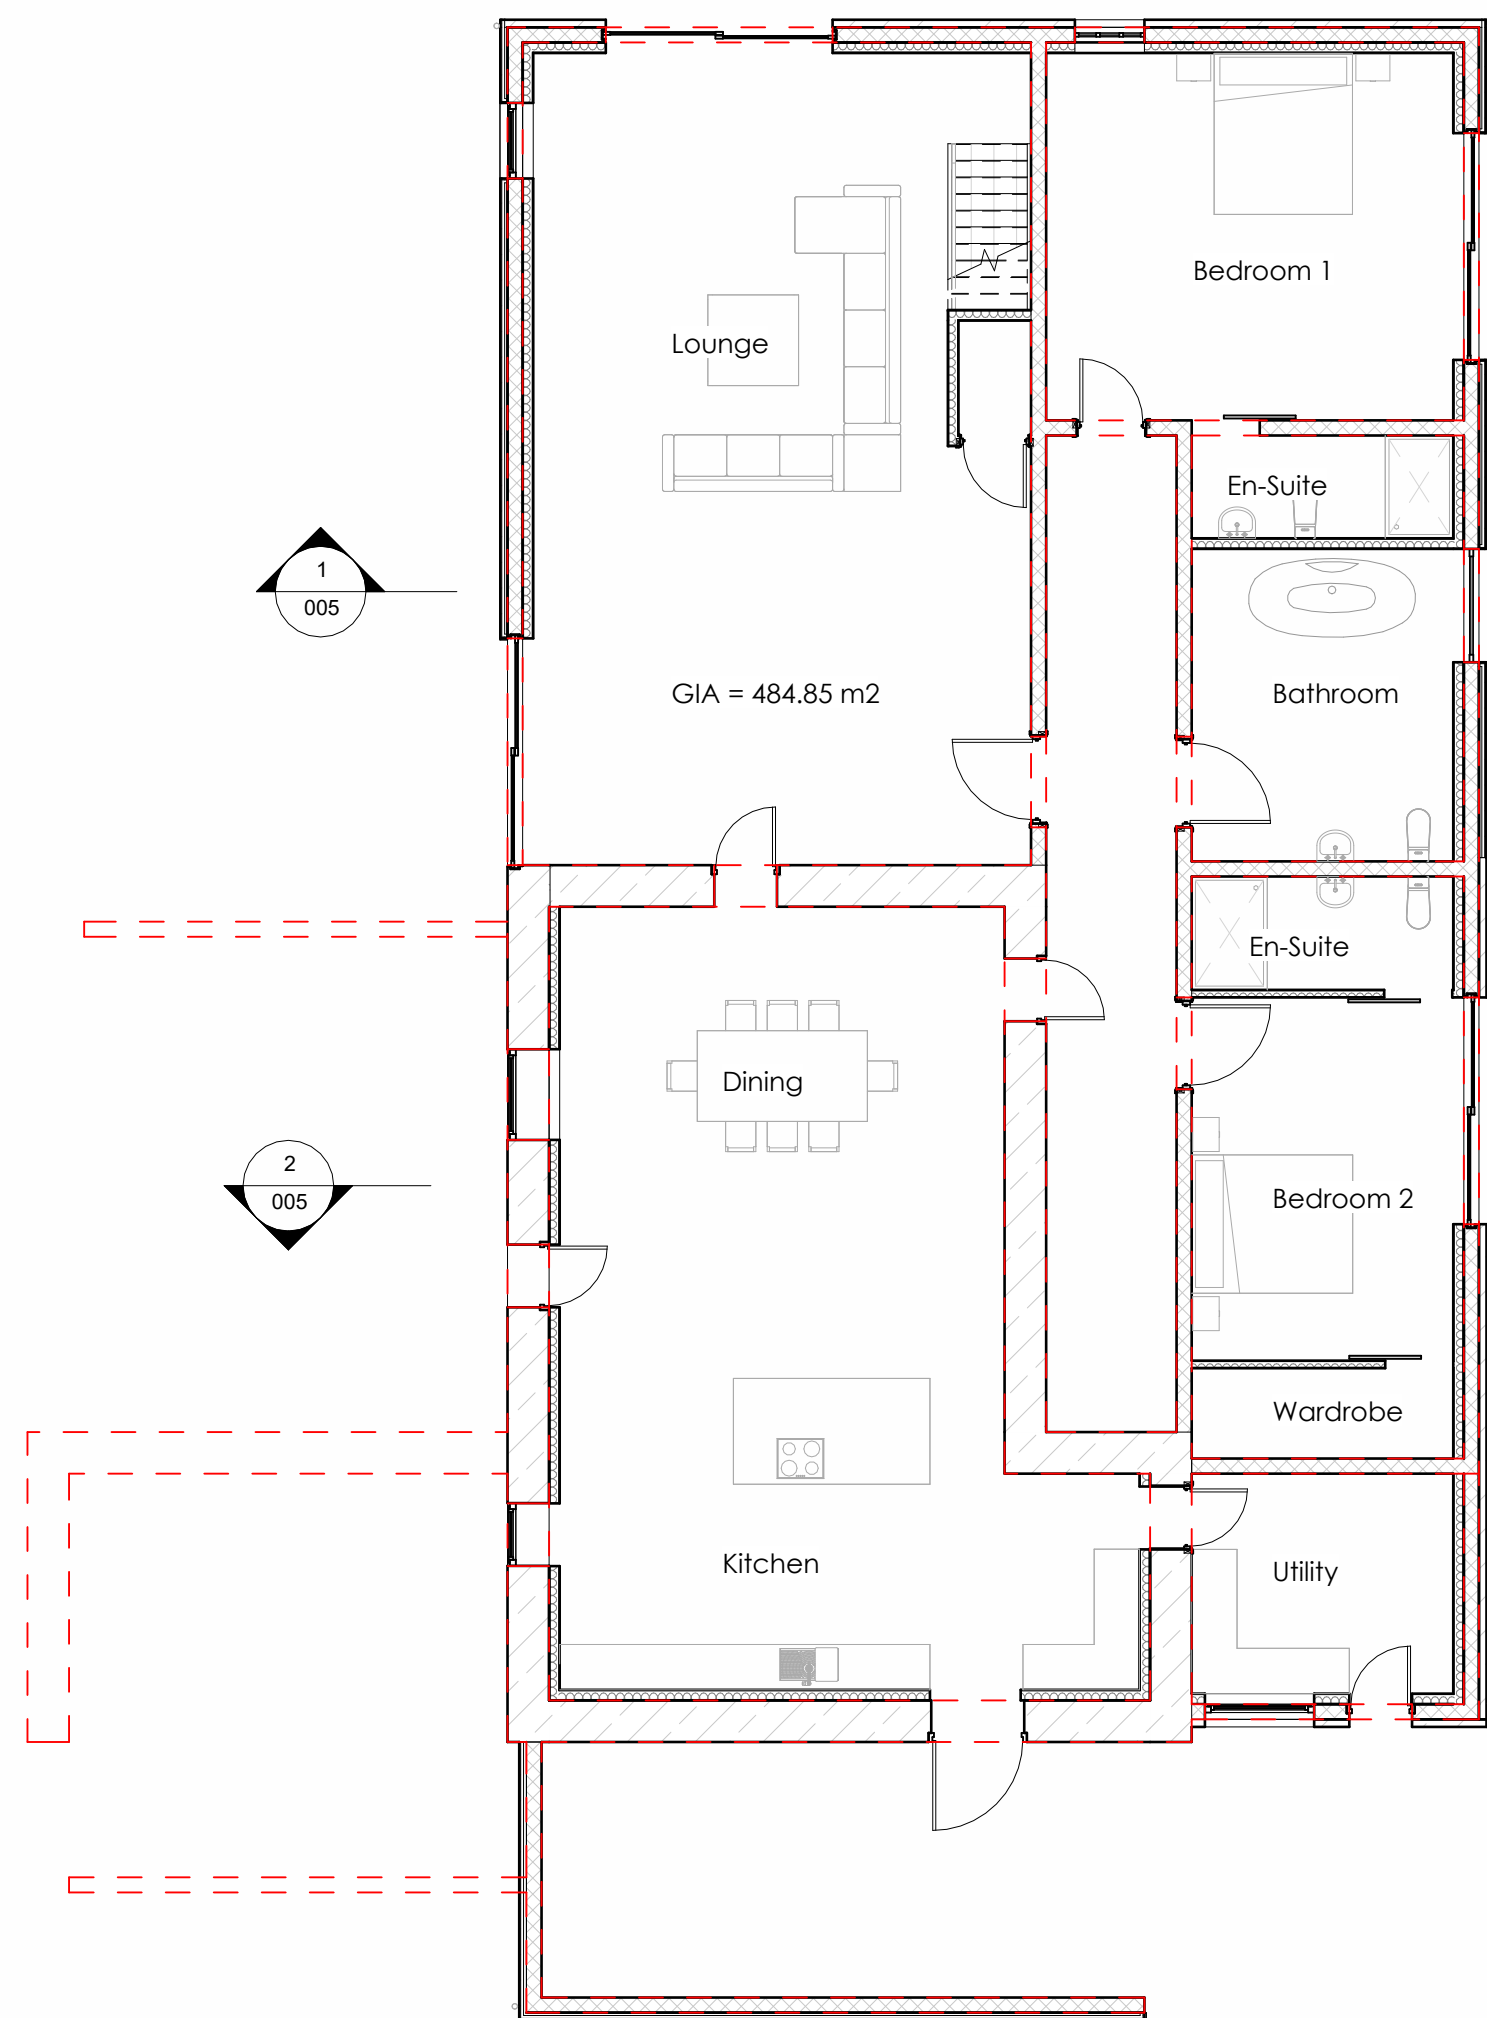 Bedroom 1
Lounge
En-Suite
1
005
GIA = 484.85 m2
Bathroom
En-Suite
Dining
2
005
Bedroom 2
Wardrobe
Kitchen
Utility